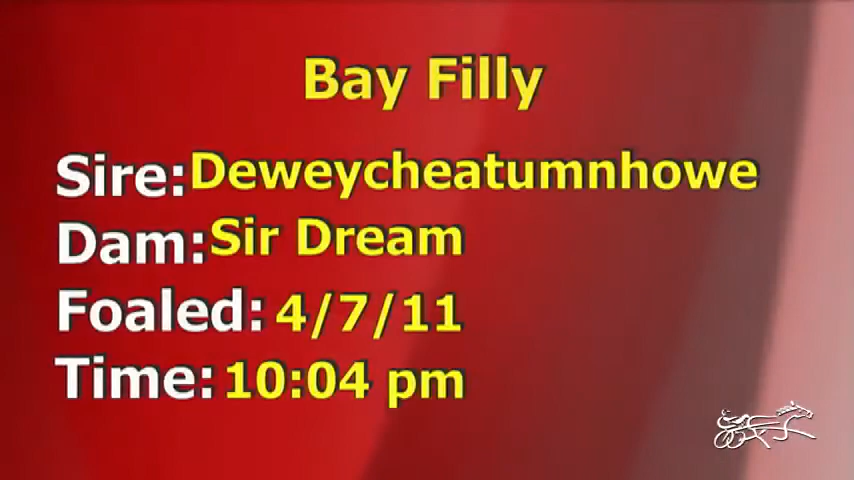 Bay Filly
Sire:Deweycheatumnhowe
Dam:Sir Dream
Foaled: 4/7/11
Time: 10:04 pm